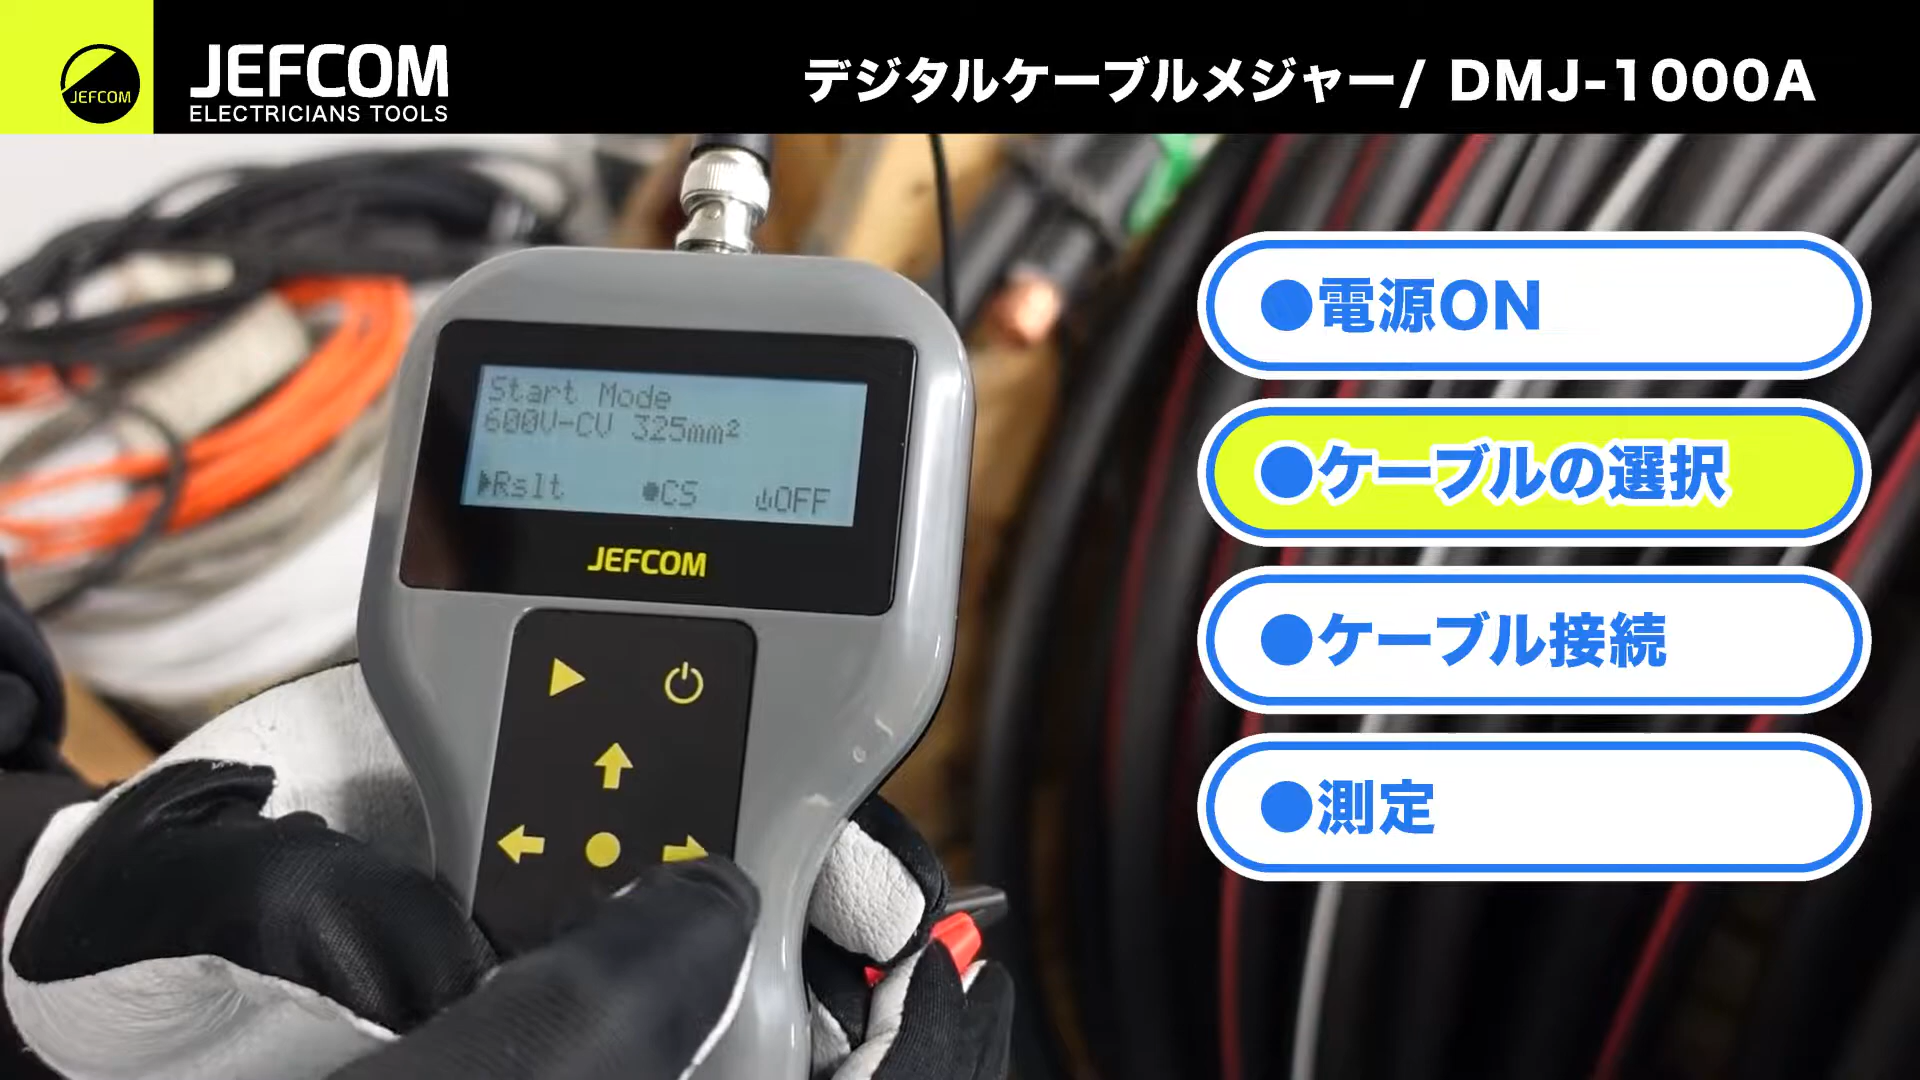 JEFCOM
JEFCOM
ELECTRICIANS TOOLS
デジタルケーブルメジャー/ DMJ-1000A
Start Mode
600V-CV 325mm²
▶Rslt ●CS ⏻OFF
JEFCOM
●電源ON
●ケーブルの選択
●ケーブル接続
●測定